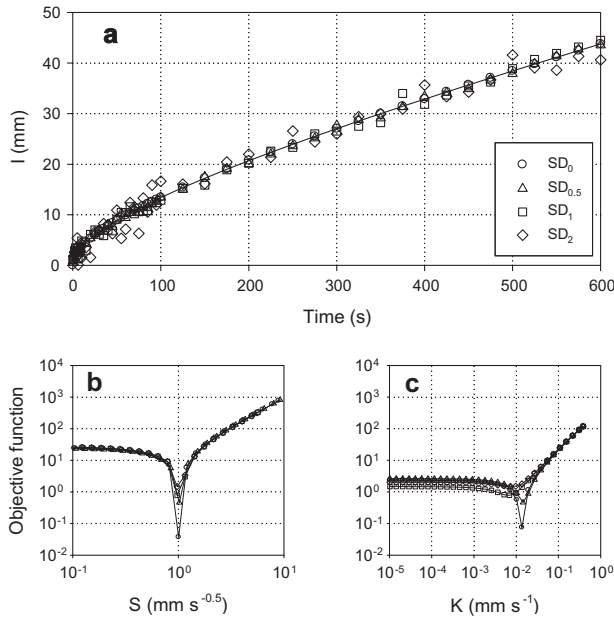 a
50
40
30
20
10
0
I (mm)
0 100 200 300 400 500 600
Time (s)
SD0
SD0.5
SD1
SD2
b
10^4
10^3
10^2
10^1
10^0
10^-1
10^-2
Objective function
10^-1 10^0 10^1
S (mm s^-0.5)
c
10^4
10^3
10^2
10^1
10^0
10^-1
10^-2
10^-5 10^-4 10^-3 10^-2 10^-1 10^0
K (mm s^-1)